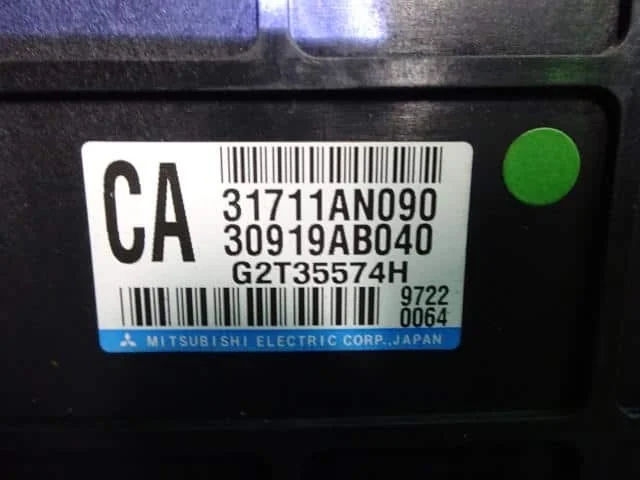 CA
31711AN090
30919AB040
G2T35574H
9722
0064
MITSUBISHI ELECTRIC CORP.,JAPAN